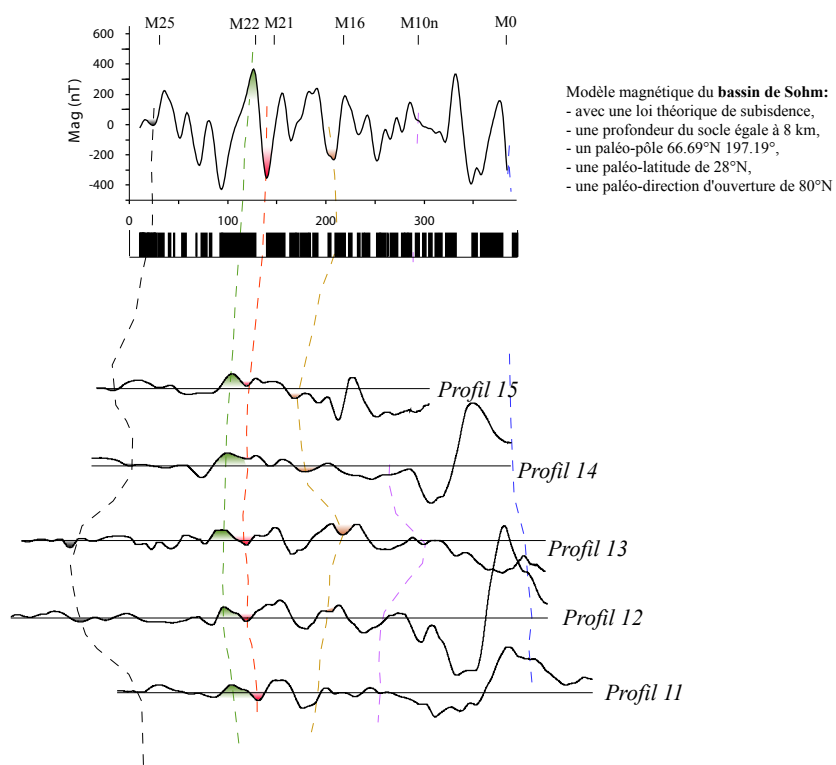 M25 M22 M21 M16 M10n M0
600
400
200
0
-200
-400
Mag (nT)
0 100 200 300
Modèle magnétique du bassin de Sohm:
- avec une loi théorique de subisdence,
- une profondeur du socle égale à 8 km,
- un paléo-pôle 66.69°N 197.19°,
- une paléo-latitude de 28°N,
- une paléo-direction d'ouverture de 80°N
Profil 15
Profil 14
Profil 13
Profil 12
Profil 11